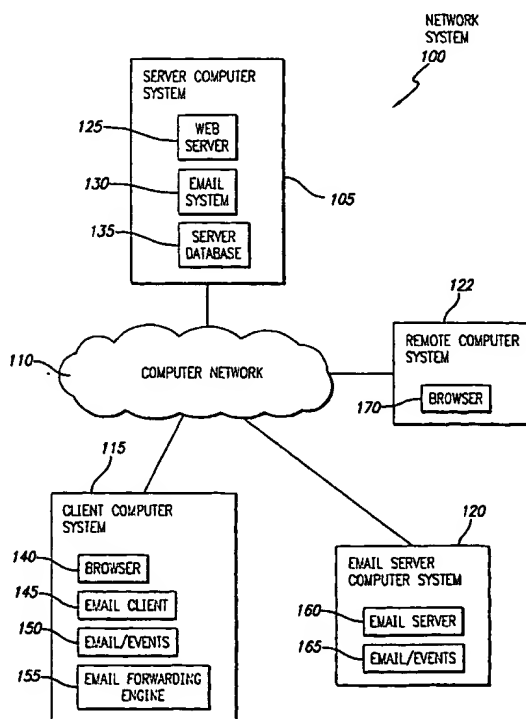 NETWORK
SYSTEM
100
SERVER COMPUTER
SYSTEM
125
WEB
SERVER
130
EMAIL
SYSTEM
105
135
SERVER
DATABASE
122
110
COMPUTER NETWORK
REMOTE COMPUTER
SYSTEM
170
BROWSER
115
CLIENT COMPUTER
SYSTEM
140
BROWSER
145
EMAIL CLIENT
150
EMAIL/EVENTS
155
EMAIL FORWARDING
ENGINE
120
EMAIL SERVER
COMPUTER SYSTEM
160
EMAIL SERVER
165
EMAIL/EVENTS